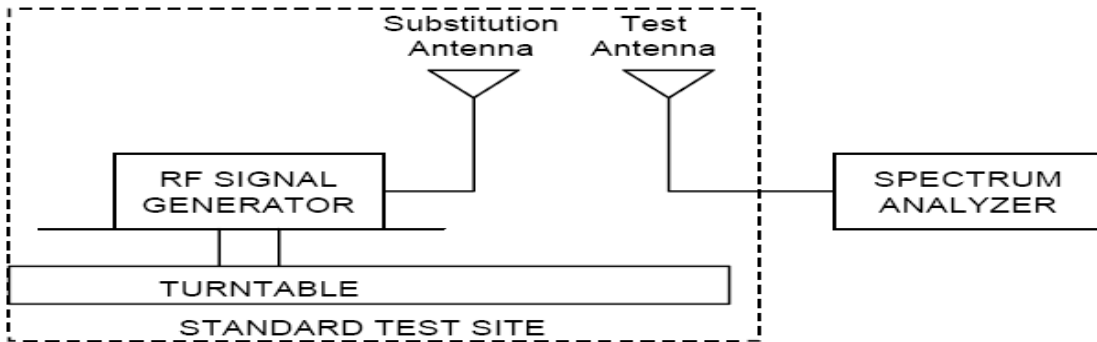 Substitution
Antenna
Test
Antenna
RF SIGNAL
GENERATOR
SPECTRUM
ANALYZER
TURNTABLE
STANDARD TEST SITE